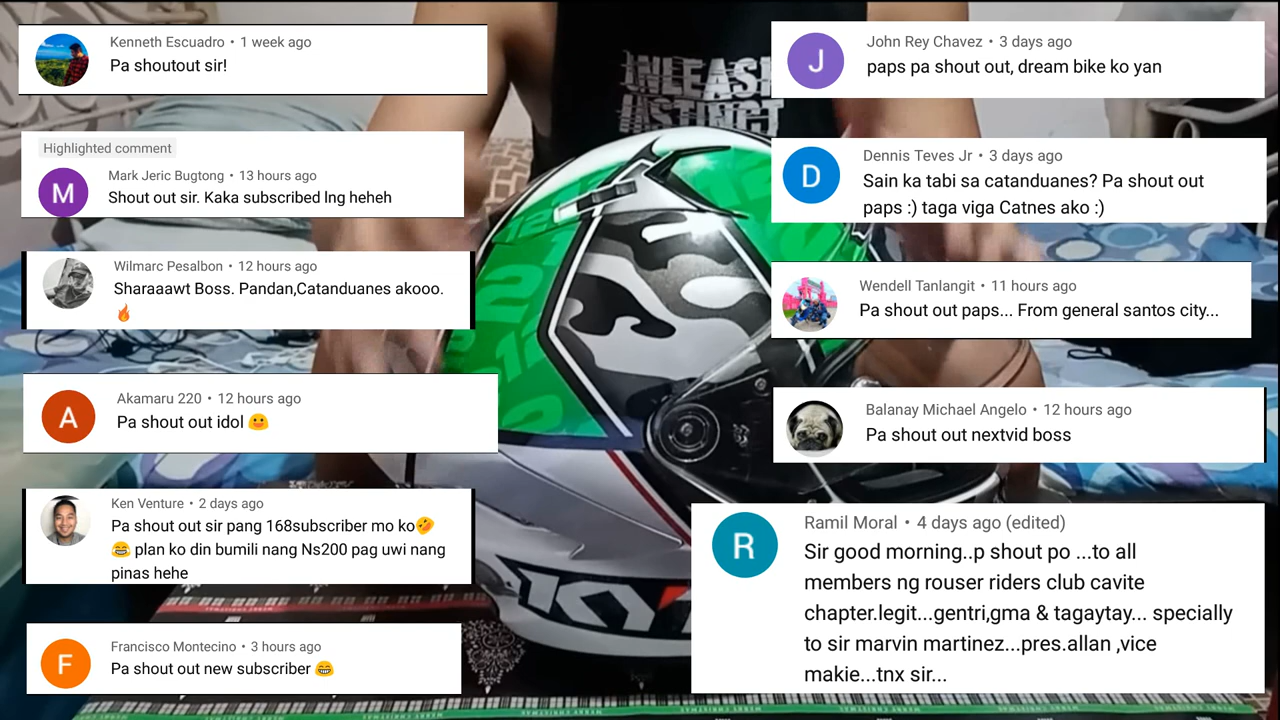 Kenneth Escuadro • 1 week ago
Pa shoutout sir!
Highlighted comment
M
Mark Jeric Bugtong • 13 hours ago
Shout out sir. Kaka subscribed lng heheh
Wilmarc Pesalbon • 12 hours ago
Sharaaawt Boss. Pandan,Catanduanes akooo.
🔥
A
Akamaru 220 • 12 hours ago
Pa shout out idol 😛
Ken Venture • 2 days ago
Pa shout out sir pang 168subscriber mo ko🤣
😂 plan ko din bumili nang Ns200 pag uwi nang
pinas hehe
F
Francisco Montecino • 3 hours ago
Pa shout out new subscriber 😂
UNLEASH
INSTINCT
KY
MERRY CHRISTMAS
J
John Rey Chavez • 3 days ago
paps pa shout out, dream bike ko yan
D
Dennis Teves Jr • 3 days ago
Sain ka tabi sa catanduanes? Pa shout out
paps :) taga viga Catnes ako :)
Wendell Tanlangit • 11 hours ago
Pa shout out paps... From general santos city...
Balanay Michael Angelo • 12 hours ago
Pa shout out nextvid boss
R
Ramil Moral • 4 days ago (edited)
Sir good morning..p shout po ...to all
members ng rouser riders club cavite
chapter.legit...gentri,gma & tagaytay... specially
to sir marvin martinez...pres.allan ,vice
makie...tnx sir...